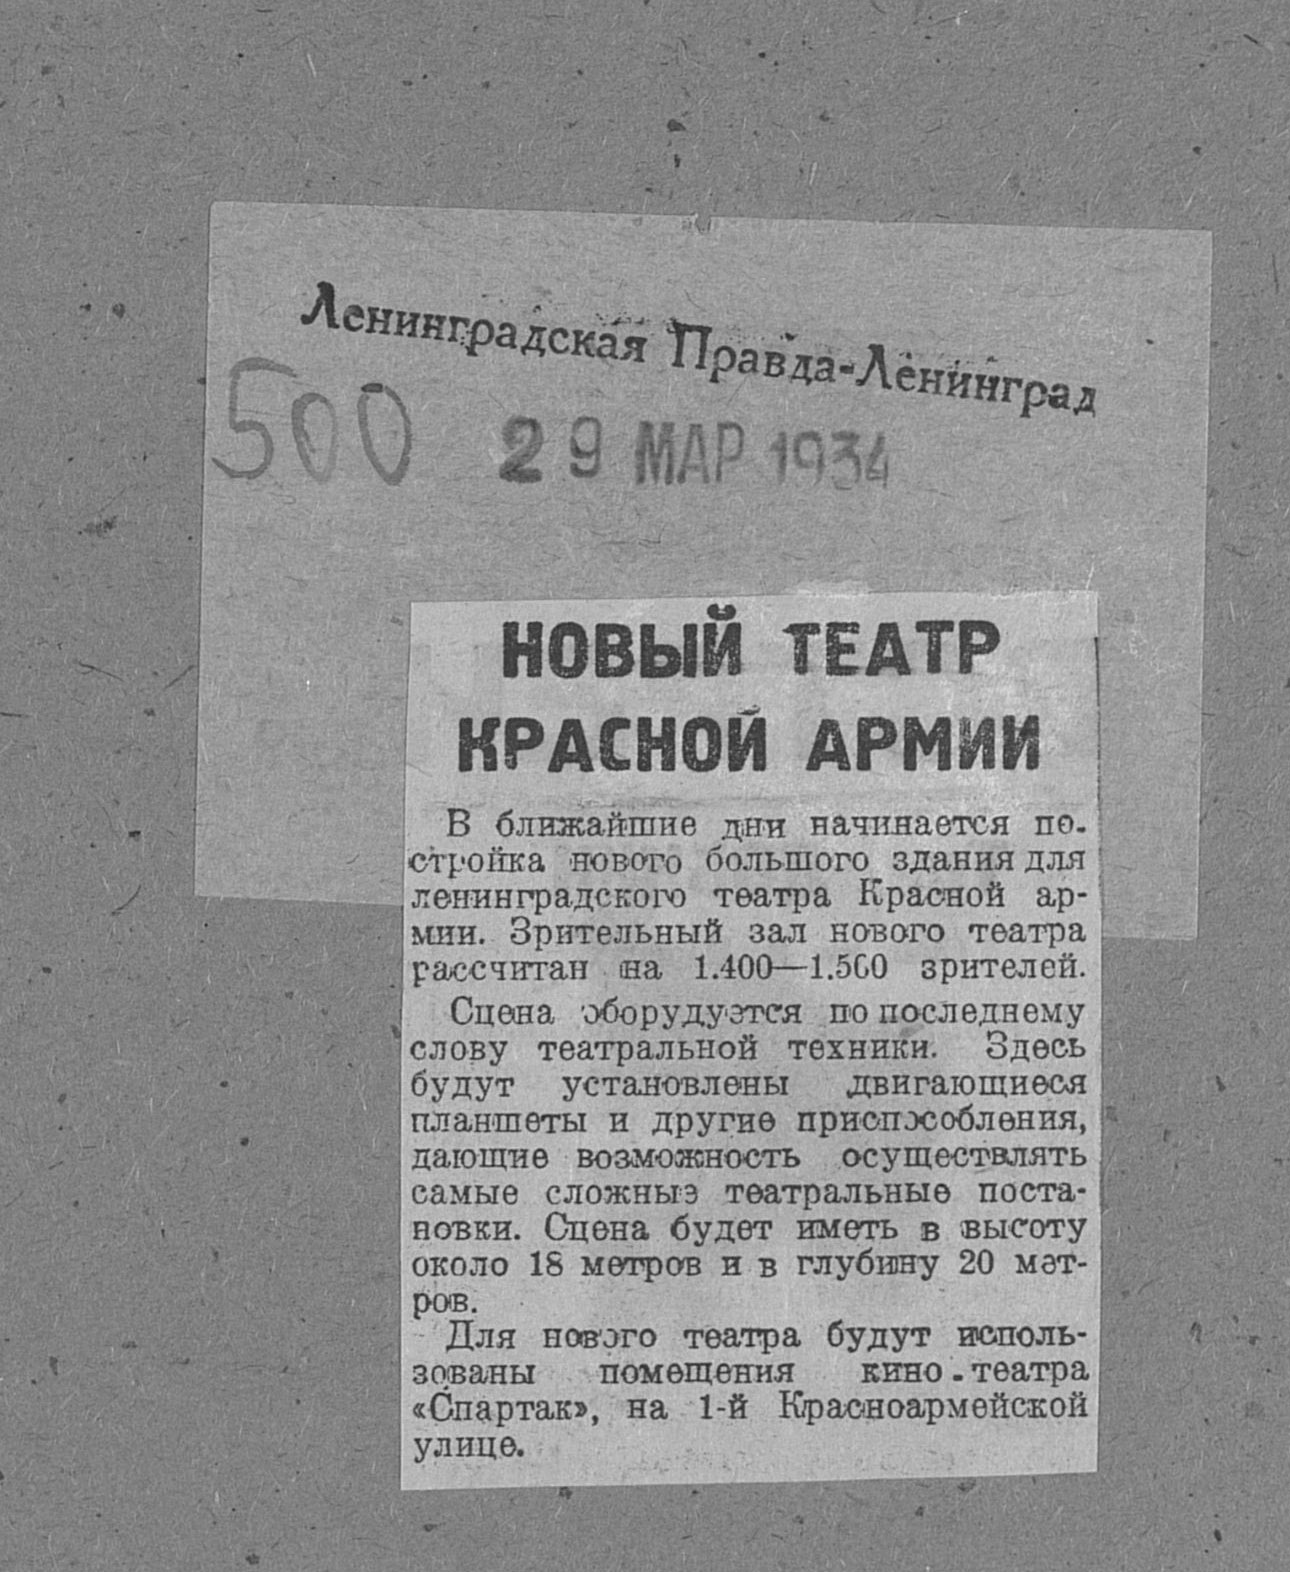 Ленинградская Правда-Ленинград
500
29 МАР 1934
НОВЫЙ ТЕАТР
КРАСНОЙ АРМИИ
В ближайшие дни начинается по-
стройка нового большого здания для
ленинградского театра Красной ар-
мии. Зрительный зал нового театра
рассчитан на 1.400—1.500 зрителей.
Сцена оборудуется по последнему
слову театральной техники. Здесь
будут установлены двигающиеся
планшеты и другие приспособления,
дающие возможность осуществлять
самые сложные театральные поста-
новки. Сцена будет иметь в высоту
около 18 метров и в глубину 20 мет-
ров.
Для нового театра будут исполь-
зованы помещения кино-театра
«Спартак», на 1-й Красноармейской
улице.